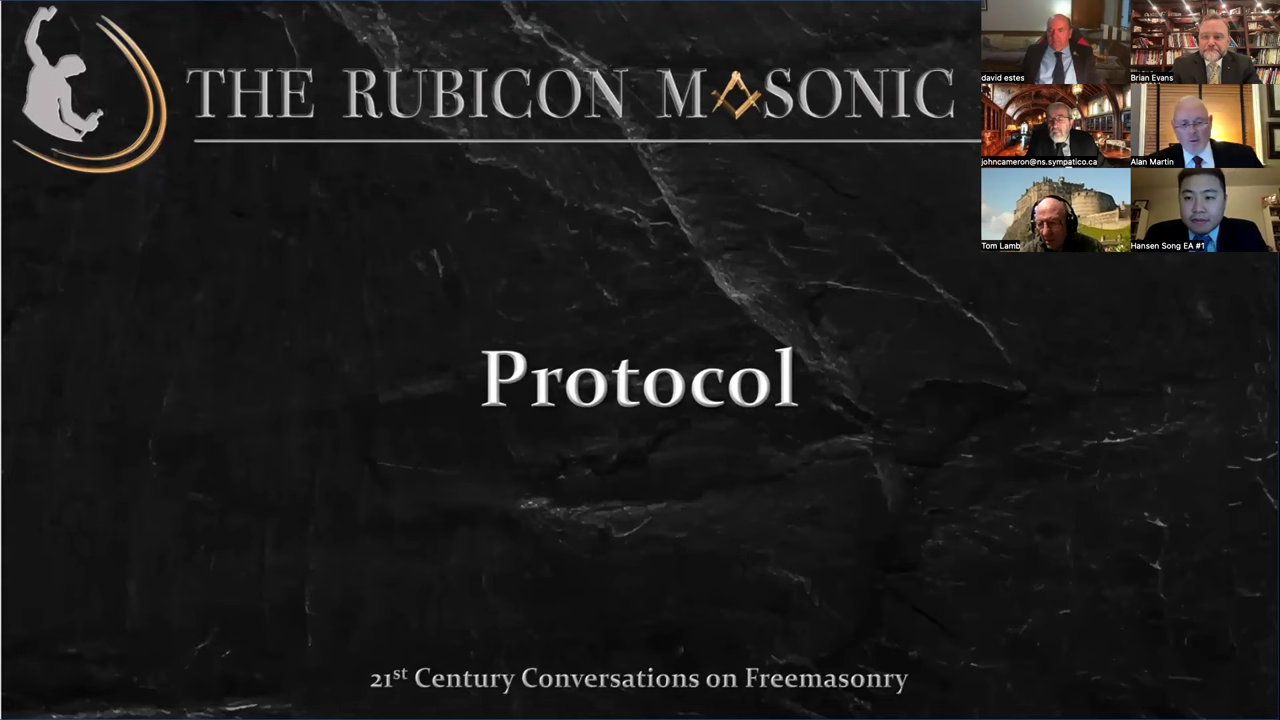 THE RUBICON MASONIC
david estes
Brian Evans
johncameron@ns.sympatico.ca
Alan Martin
Tom Lamb
Hansen Song EA #1
Protocol
21st Century Conversations on Freemasonry